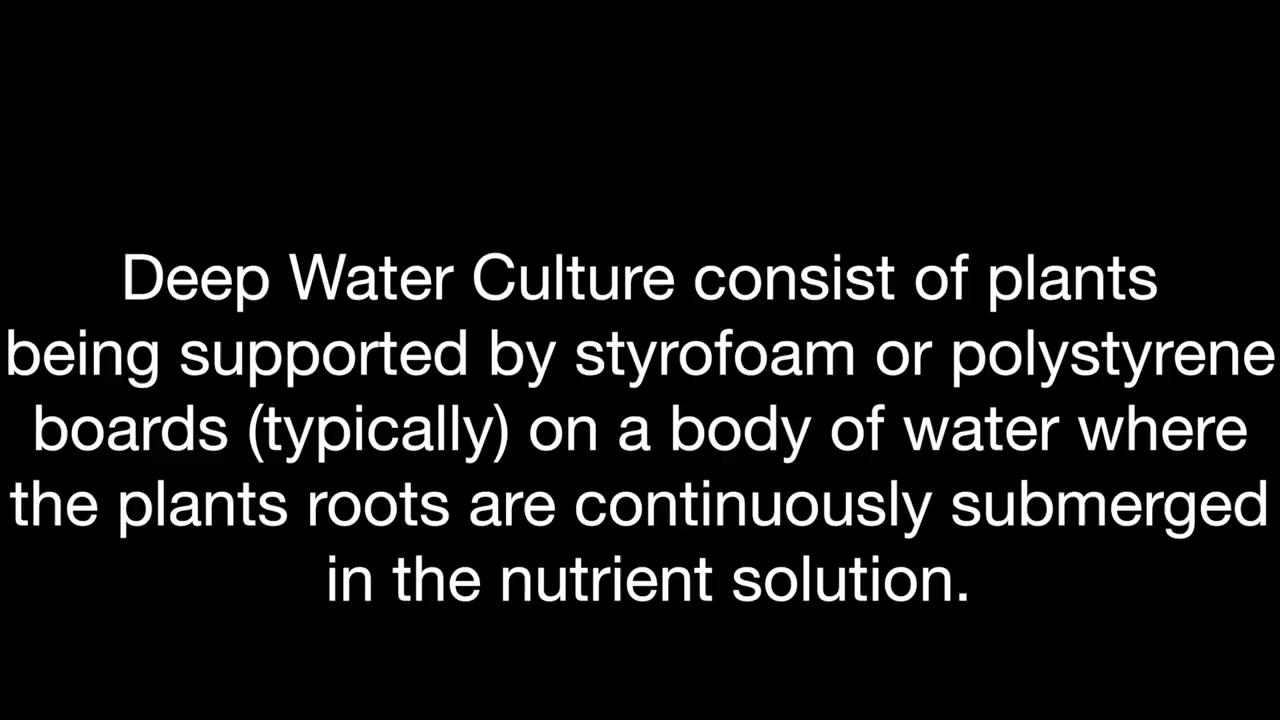 Deep Water Culture consist of plants
being supported by styrofoam or polystyrene
boards (typically) on a body of water where
the plants roots are continuously submerged
in the nutrient solution.